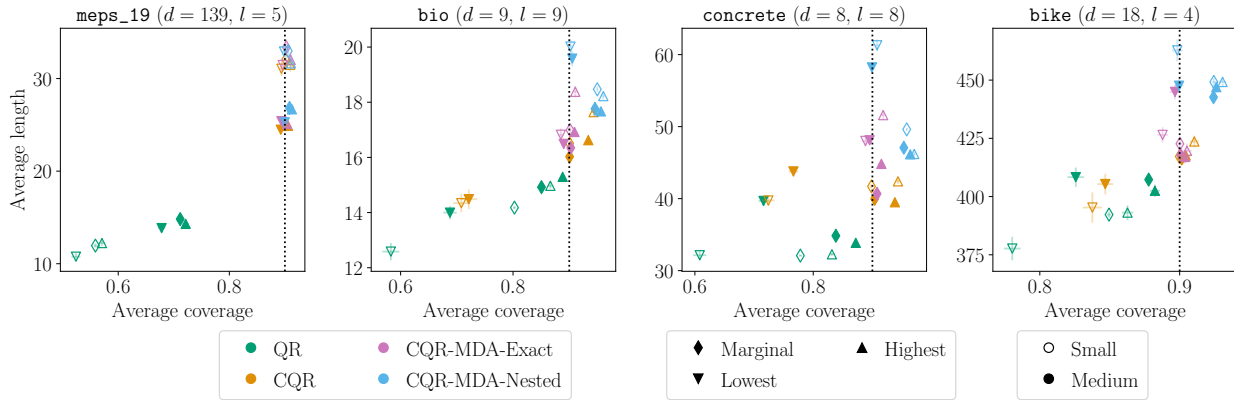 meps_19 (d = 139, l = 5)
bio (d = 9, l = 9)
concrete (d = 8, l = 8)
bike (d = 18, l = 4)
Average length
30
20
10
0.6
0.8
Average coverage
20
18
16
14
12
0.6
0.8
Average coverage
60
50
40
30
0.6
0.8
Average coverage
450
425
400
375
0.8
0.9
Average coverage
QR
CQR
CQR-MDA-Exact
CQR-MDA-Nested
Marginal
Lowest
Highest
Small
Medium